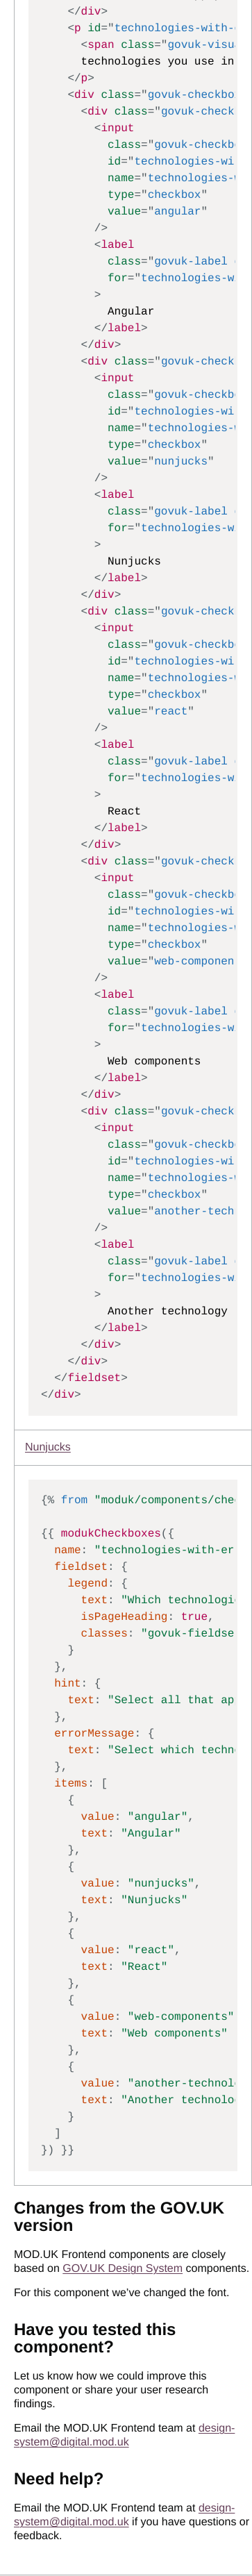 </div>
<p id="technologies-with-
<span class="govuk-visu
technologies you use in
</p>
<div class="govuk-checkbo
<div class="govuk-check
<input
class="govuk-checkb
id="technologies-wi
name="technologies-
type="checkbox"
value="angular"
/>
<label
class="govuk-label
for="technologies-w
>
Angular
</label>
</div>
<div class="govuk-check
<input
class="govuk-checkb
id="technologies-wi
name="technologies-
type="checkbox"
value="nunjucks"
/>
<label
class="govuk-label
for="technologies-w
>
Nunjucks
</label>
</div>
<div class="govuk-check
<input
class="govuk-checkb
id="technologies-wi
name="technologies-
type="checkbox"
value="react"
/>
<label
class="govuk-label
for="technologies-w
>
React
</label>
</div>
<div class="govuk-check
<input
class="govuk-checkb
id="technologies-wi
name="technologies-
type="checkbox"
value="web-componen
/>
<label
class="govuk-label
for="technologies-w
>
Web components
</label>
</div>
<div class="govuk-check
<input
class="govuk-checkb
id="technologies-wi
name="technologies-
type="checkbox"
value="another-tech
/>
<label
class="govuk-label
for="technologies-w
>
Another technology
</label>
</div>
</div>
</fieldset>
</div>
Nunjucks
{% from "moduk/components/che
{{ modukCheckboxes({
name: "technologies-with-er
fieldset: {
legend: {
text: "Which technologi
isPageHeading: true,
classes: "govuk-fieldse
}
},
hint: {
text: "Select all that ap
},
errorMessage: {
text: "Select which techn
},
items: [
{
value: "angular",
text: "Angular"
},
{
value: "nunjucks",
text: "Nunjucks"
},
{
value: "react",
text: "React"
},
{
value: "web-components"
text: "Web components"
},
{
value: "another-technol
text: "Another technolo
}
]
}) }}
Changes from the GOV.UK
version
MOD.UK Frontend components are closely
based on GOV.UK Design System components.
For this component we’ve changed the font.
Have you tested this
component?
Let us know how we could improve this
component or share your user research
findings.
Email the MOD.UK Frontend team at design-
system@digital.mod.uk
Need help?
Email the MOD.UK Frontend team at design-
system@digital.mod.uk if you have questions or
feedback.